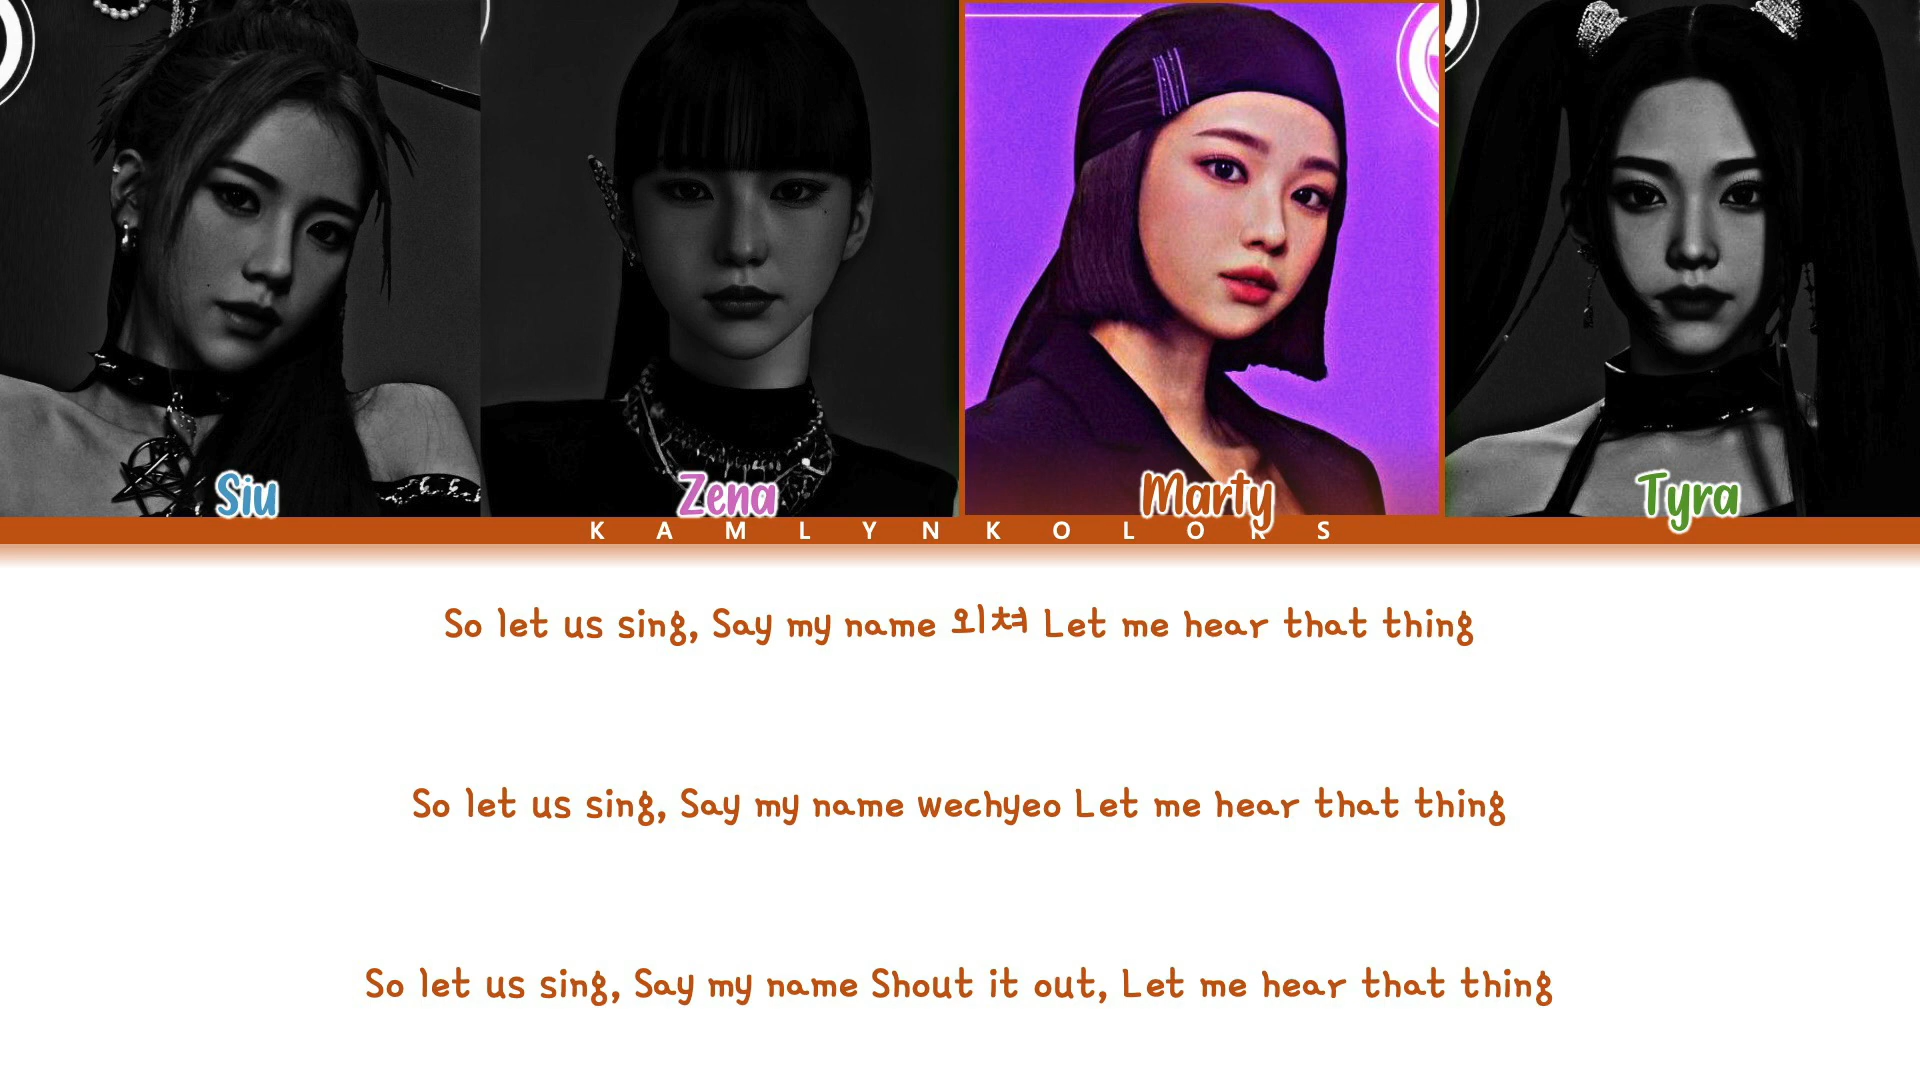 Siu
Zena
Marty
Tyra
KAMLYNKOLORS
So let us sing, Say my name 외쳐 Let me hear that thing
So let us sing, Say my name wechyeo Let me hear that thing
So let us sing, Say my name Shout it out, Let me hear that thing